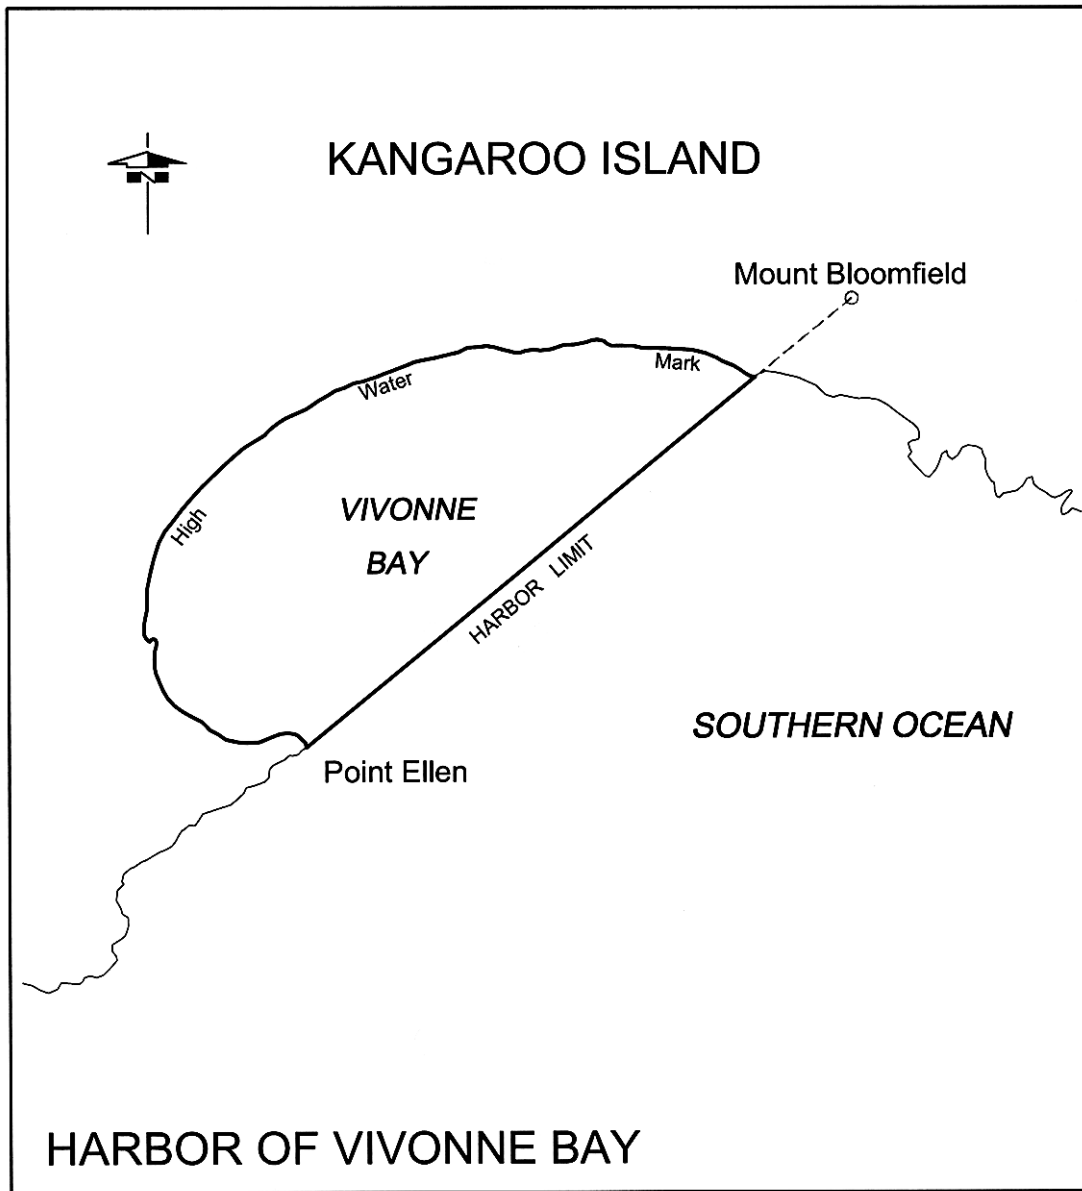 KANGAROO ISLAND
N
Mount Bloomfield
High Water Mark
VIVONNE
BAY
HARBOR LIMIT
SOUTHERN OCEAN
Point Ellen
HARBOR OF VIVONNE BAY